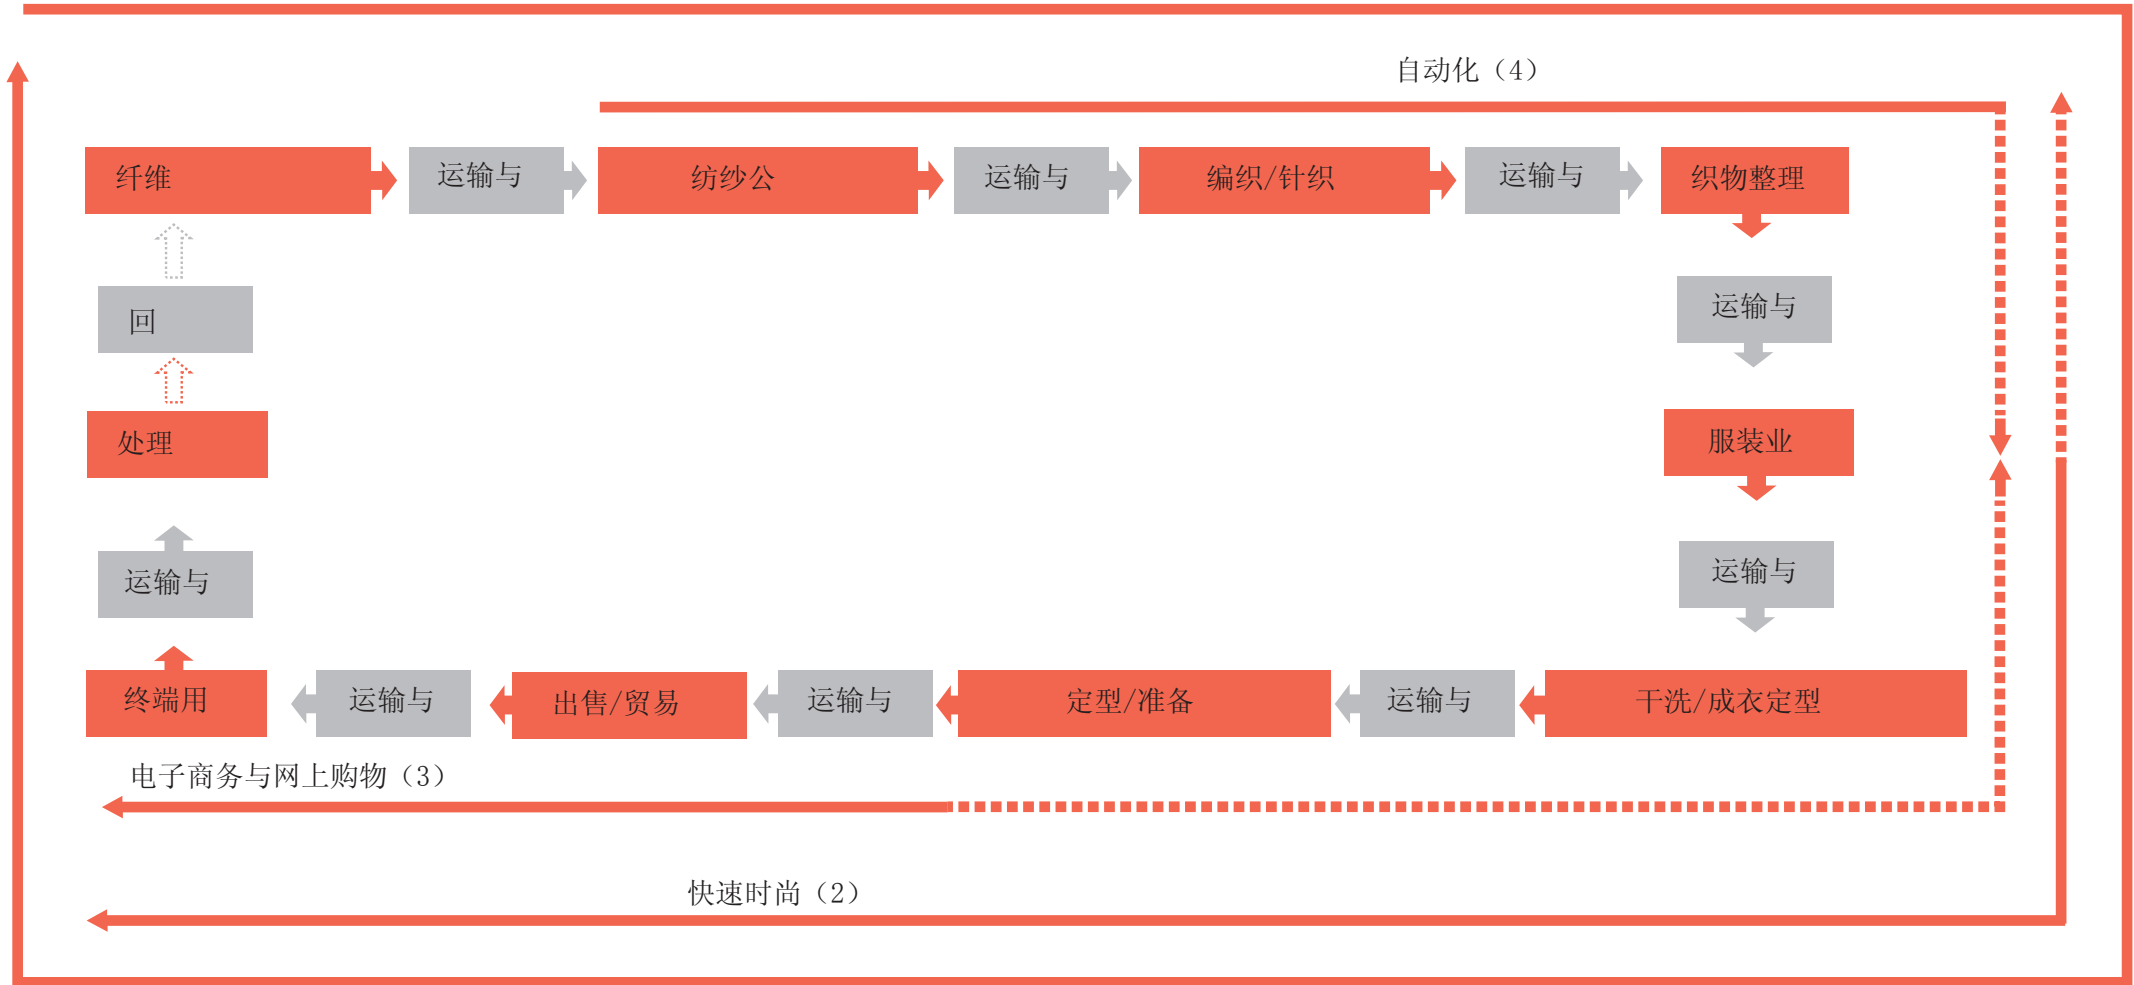 自动化（4）
纤维
运输与
纺纱公
运输与
编织/针织
运输与
织物整理
运输与
回
服装业
处理
运输与
运输与
终端用
运输与
出售/贸易
运输与
定型/准备
运输与
干洗/成衣定型
电子商务与网上购物（3）
快速时尚（2）